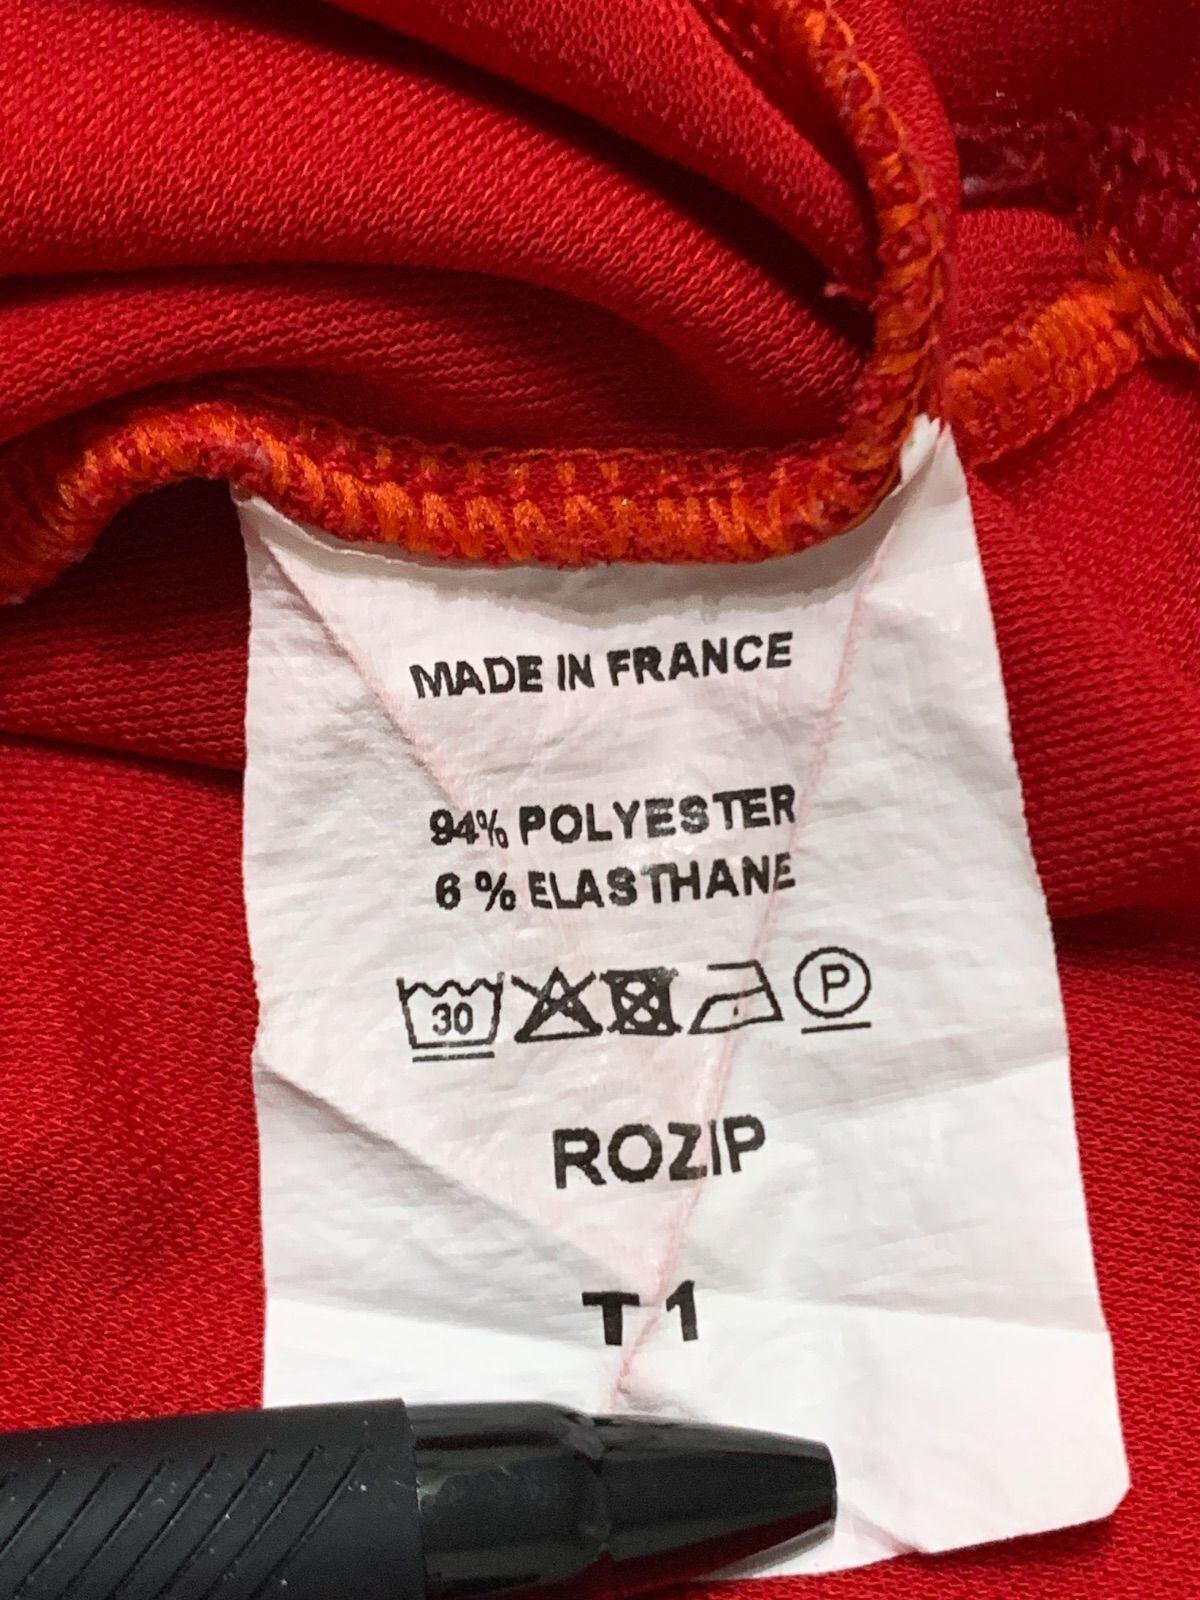 MADE IN FRANCE
94% POLYESTER
6 % ELASTHANE
30 P
ROZIP
T 1